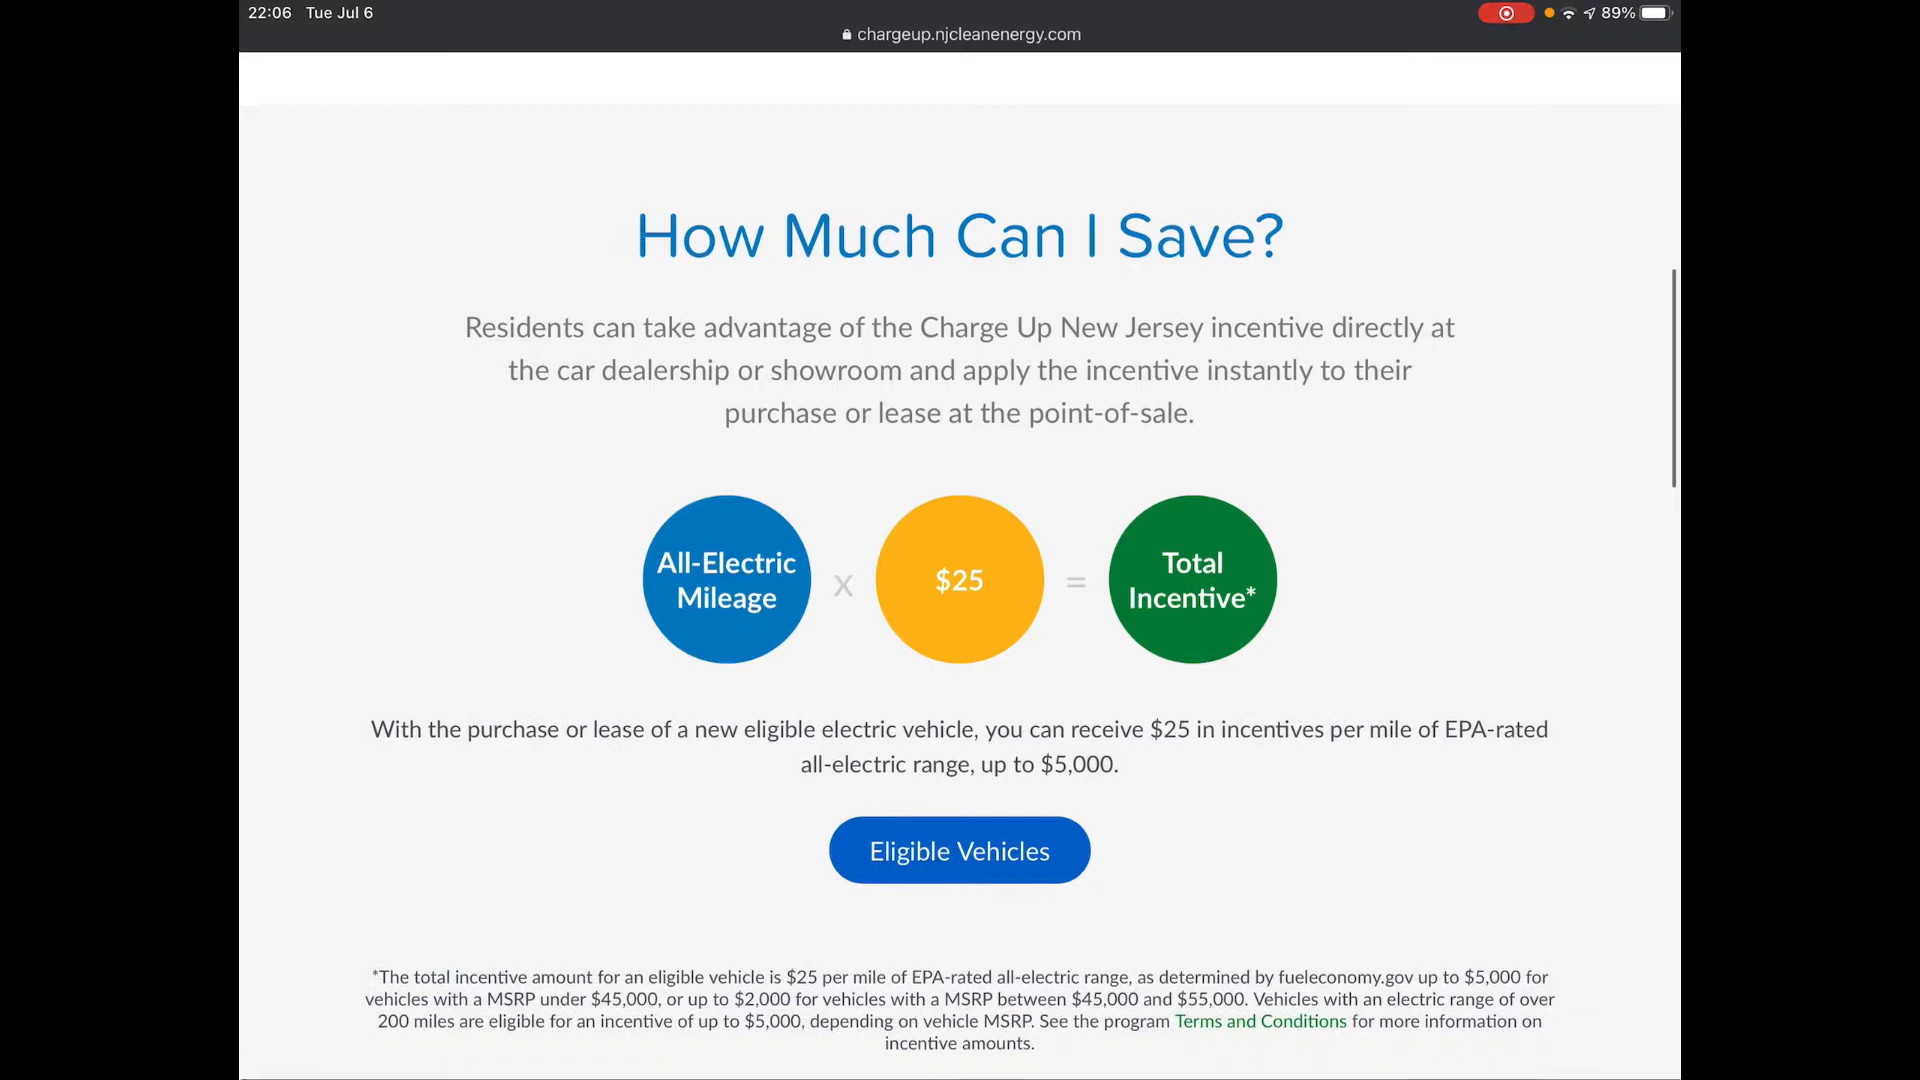 22:06 Tue Jul 6
89%
chargeup.njcleanenergy.com
How Much Can I Save?
Residents can take advantage of the Charge Up New Jersey incentive directly at
the car dealership or showroom and apply the incentive instantly to their
purchase or lease at the point-of-sale.
All-Electric
Mileage
x
$25
=
Total
Incentive*
With the purchase or lease of a new eligible electric vehicle, you can receive $25 in incentives per mile of EPA-rated
all-electric range, up to $5,000.
Eligible Vehicles
*The total incentive amount for an eligible vehicle is $25 per mile of EPA-rated all-electric range, as determined by fueleconomy.gov up to $5,000 for
vehicles with a MSRP under $45,000, or up to $2,000 for vehicles with a MSRP between $45,000 and $55,000. Vehicles with an electric range of over
200 miles are eligible for an incentive of up to $5,000, depending on vehicle MSRP. See the program Terms and Conditions for more information on
incentive amounts.